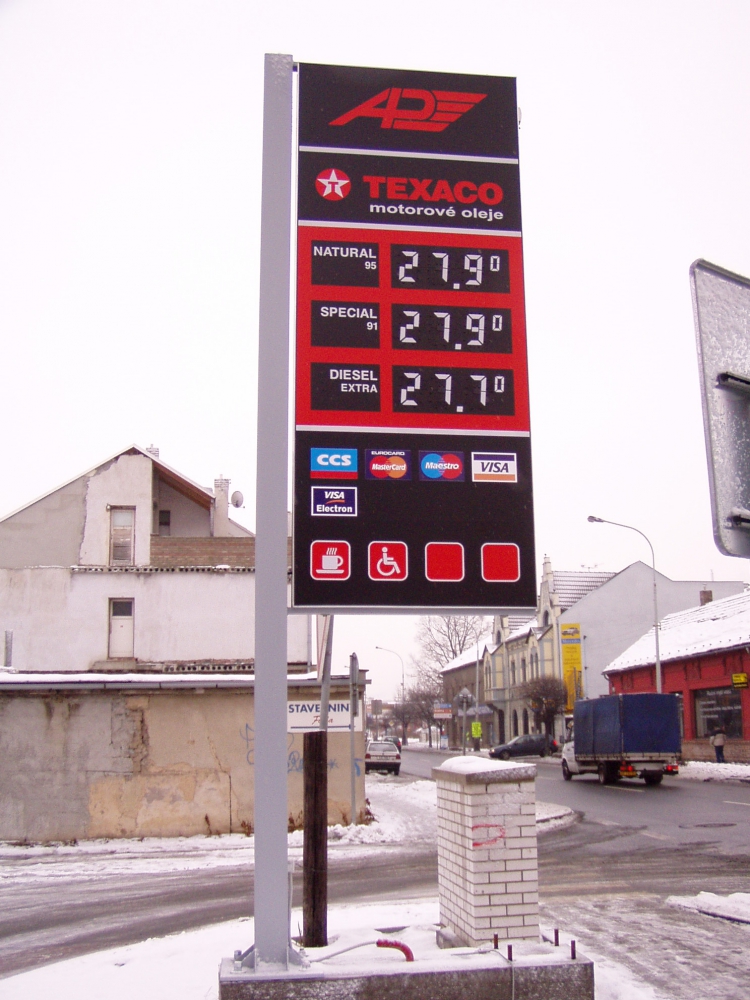 AP
TEXACO
motorové oleje
NATURAL
95
27.90
SPECIAL
91
27.90
DIESEL
EXTRA
27.70
CCS
EUROCARD
MasterCard
Maestro
VISA
VISA
Electron
STAVEBNIN